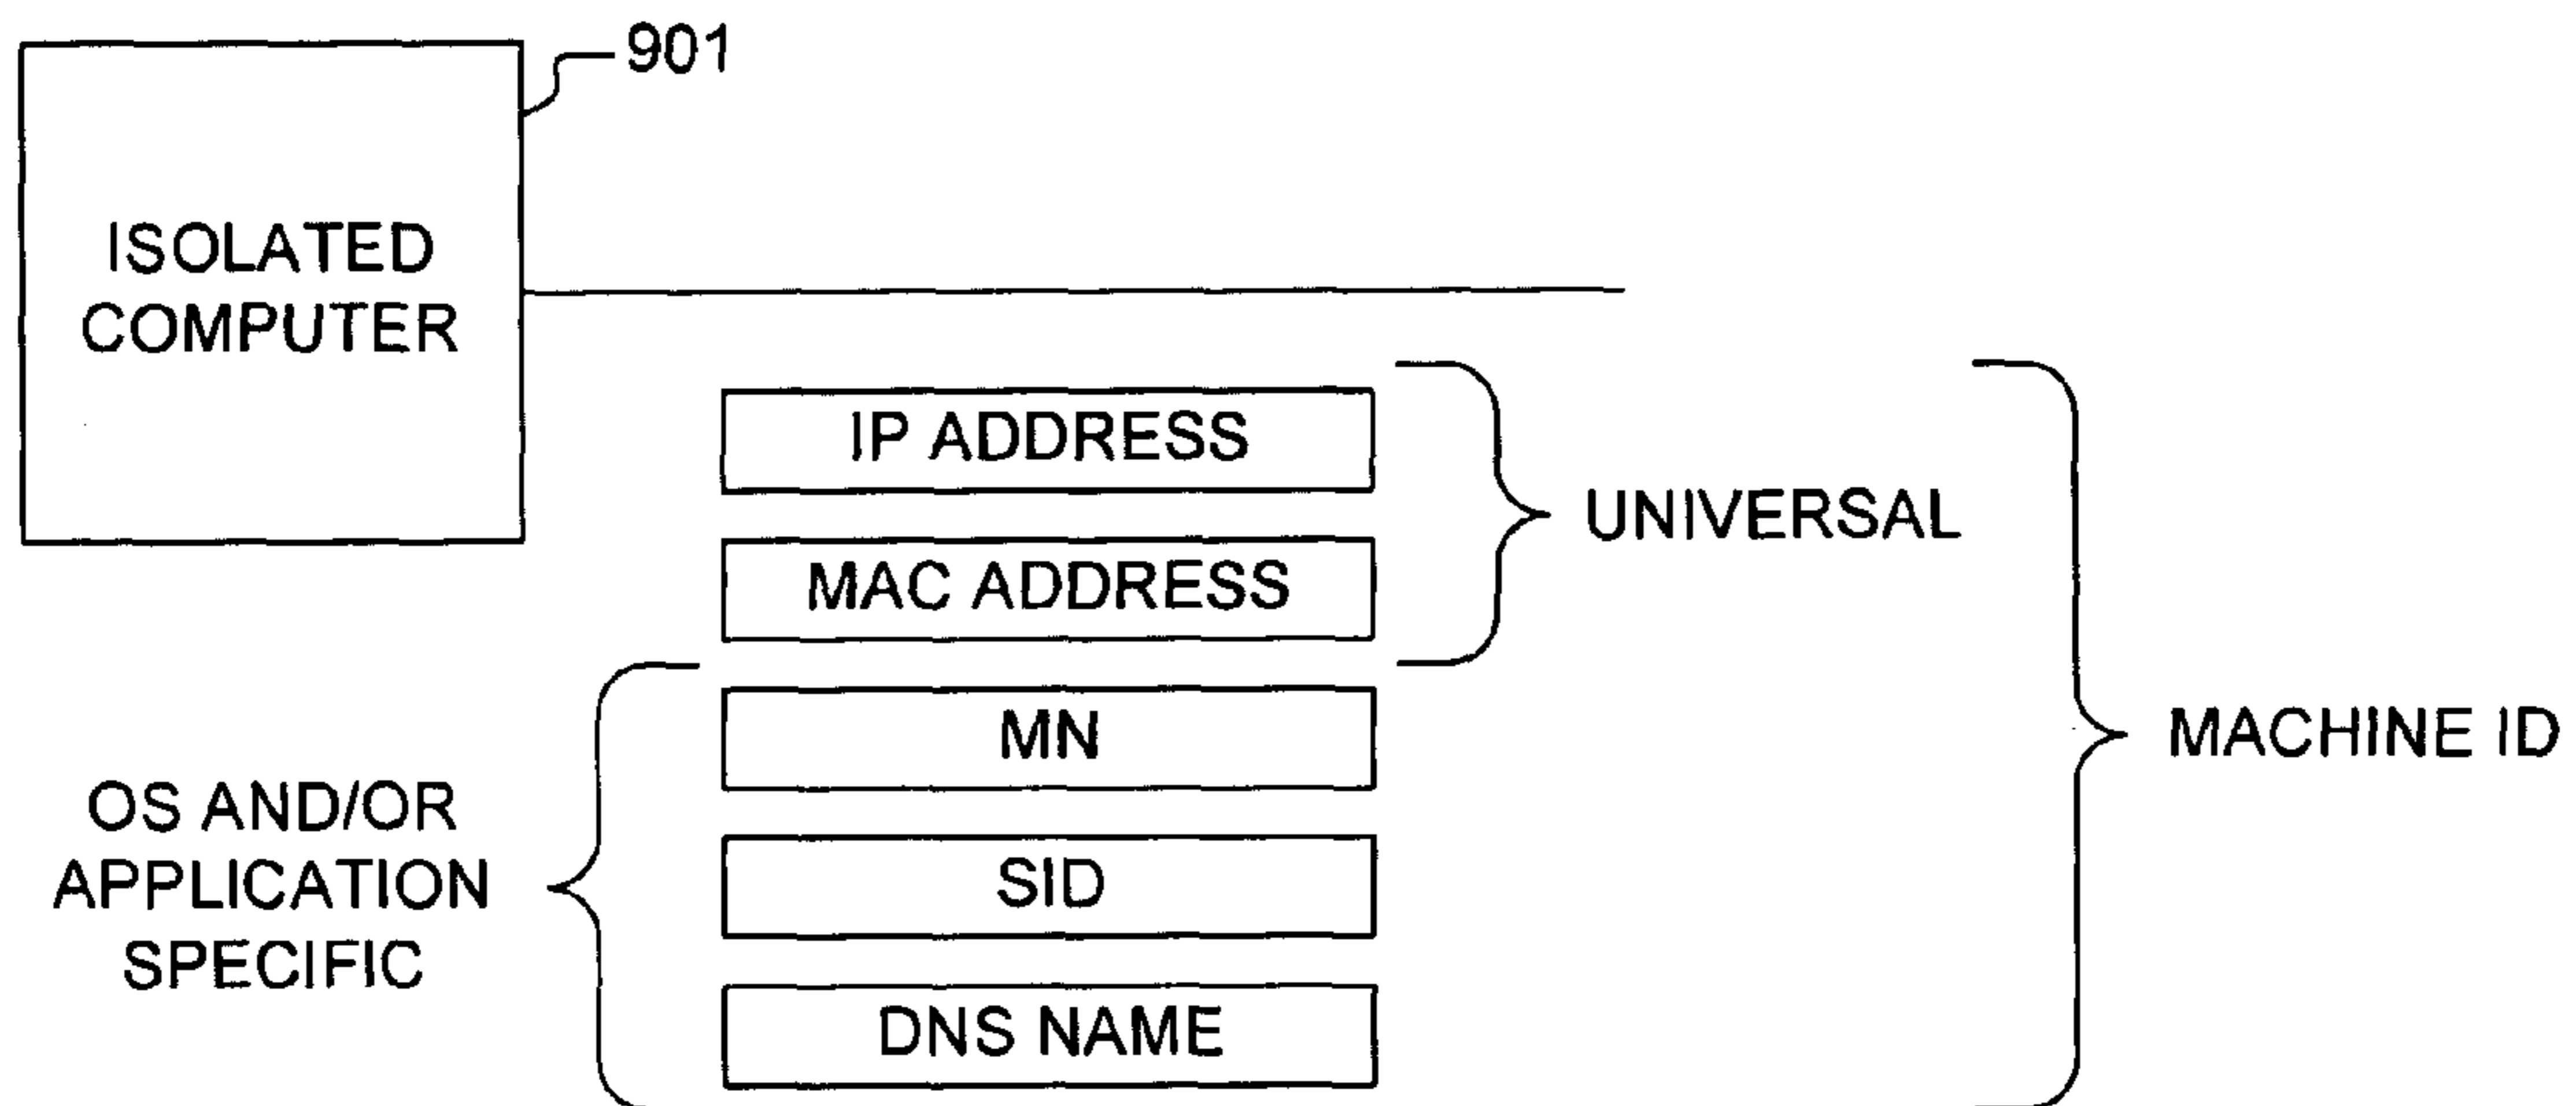 901
ISOLATED
COMPUTER
IP ADDRESS
MAC ADDRESS
UNIVERSAL
MN
SID
DNS NAME
OS AND/OR
APPLICATION
SPECIFIC
MACHINE ID